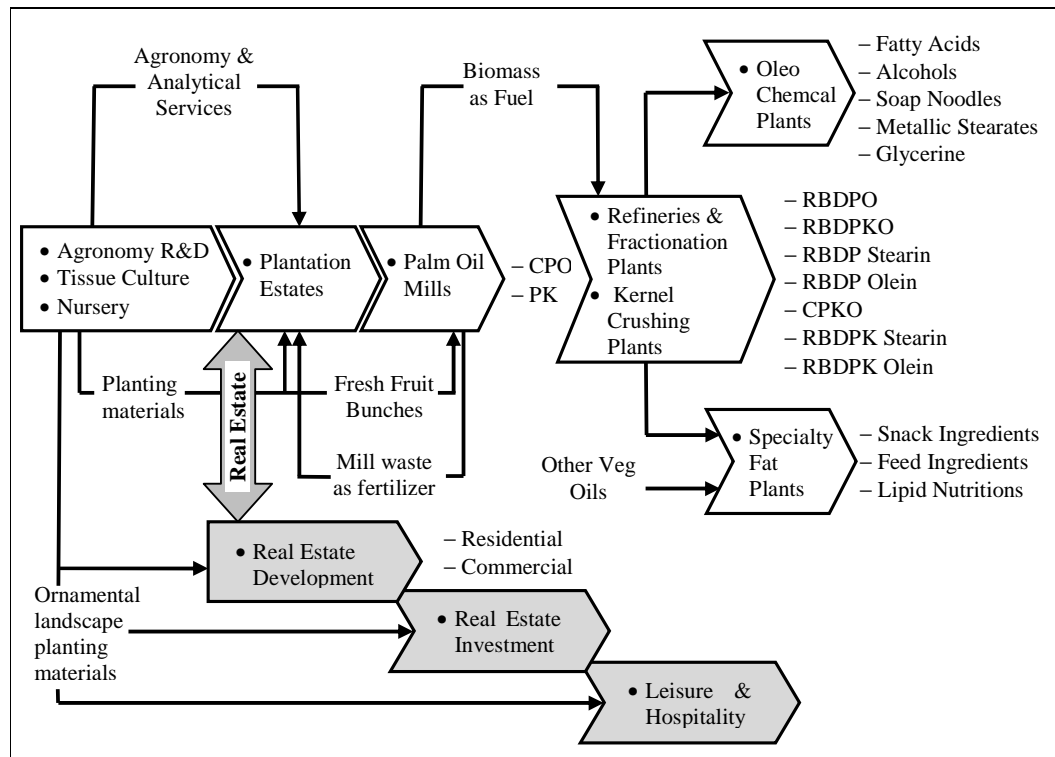 Agronomy &
Analytical
Services
Biomass
as Fuel
• Oleo
Chemcal
Plants
– Fatty Acids
– Alcohols
– Soap Noodles
– Metallic Stearates
– Glycerine
• Agronomy R&D
• Tissue Culture
• Nursery
• Plantation
Estates
• Palm Oil
Mills
– CPO
– PK
• Refineries &
Fractionation
Plants
• Kernel
Crushing
Plants
– RBDPO
– RBDPKO
– RBDP Stearin
– RBDP Olein
– CPKO
– RBDPK Stearin
– RBDPK Olein
Planting
materials
Real Estate
Fresh Fruit
Bunches
Mill waste
as fertilizer
Other Veg
Oils
• Specialty
Fat
Plants
– Snack Ingredients
– Feed Ingredients
– Lipid Nutritions
• Real Estate
Development
– Residential
– Commercial
Ornamental
landscape
planting
materials
• Real Estate
Investment
• Leisure &
Hospitality